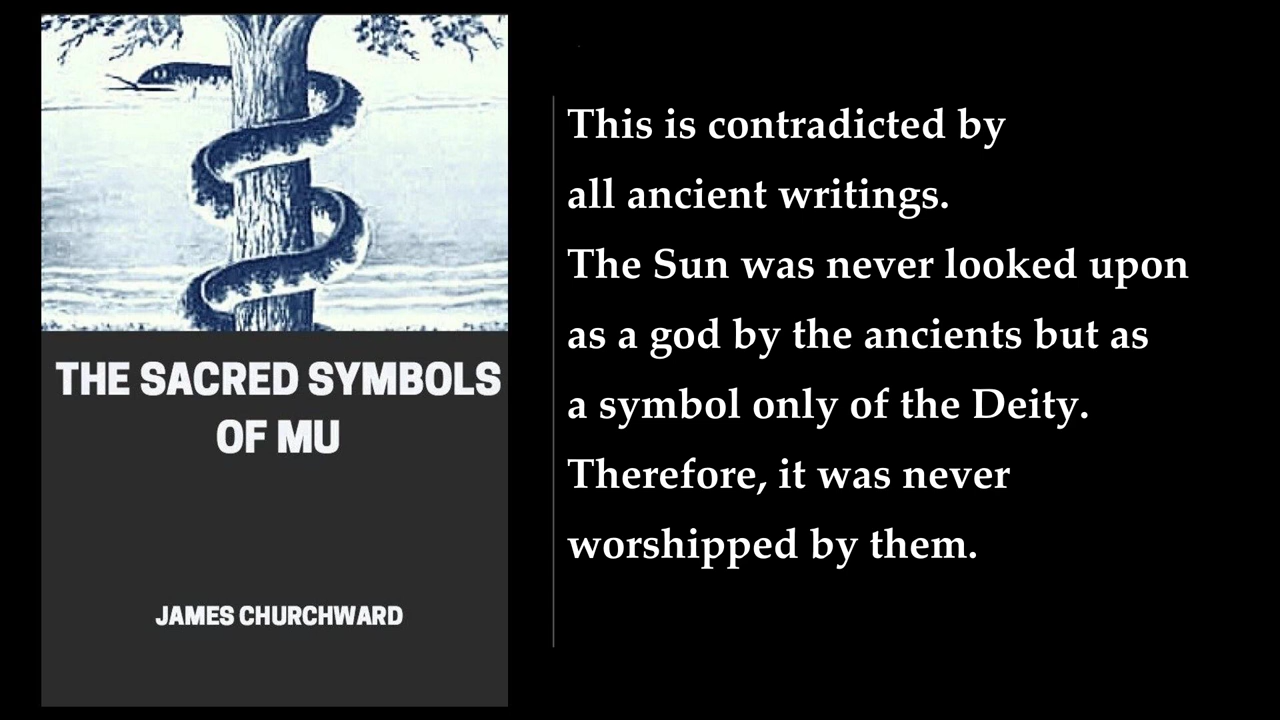 THE SACRED SYMBOLS
OF MU
JAMES CHURCHWARD
This is contradicted by
all ancient writings.
The Sun was never looked upon
as a god by the ancients but as
a symbol only of the Deity.
Therefore, it was never
worshipped by them.